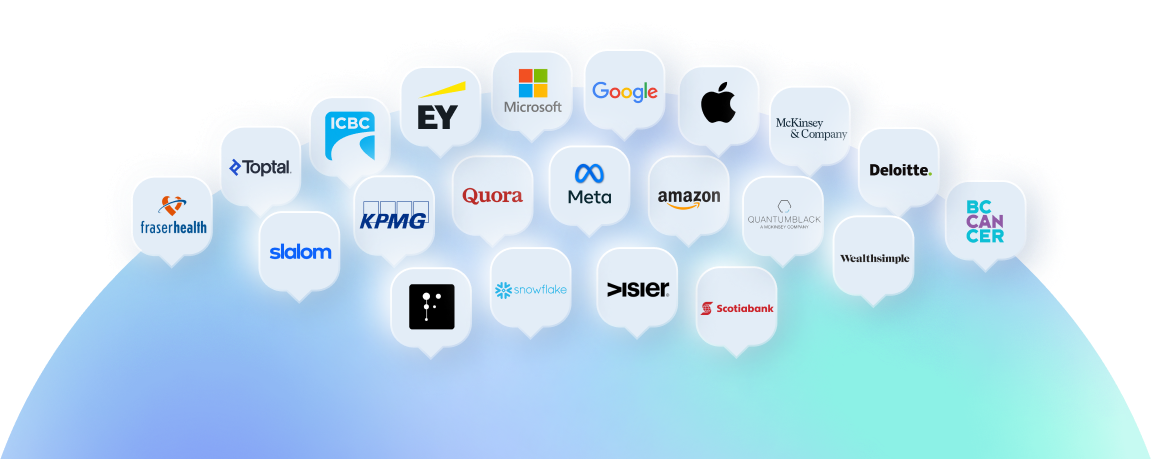 Microsoft
Google
EY
McKinsey
& Company
ICBC
Toptal
Deloitte.
Quora
Meta
amazon
KPMG
QUANTUMBLACK
A MCKINSEY COMPANY
fraserhealth
BC
CAN
CER
slalom
Wealthsimple
snowflake
>ISIER
Scotiabank